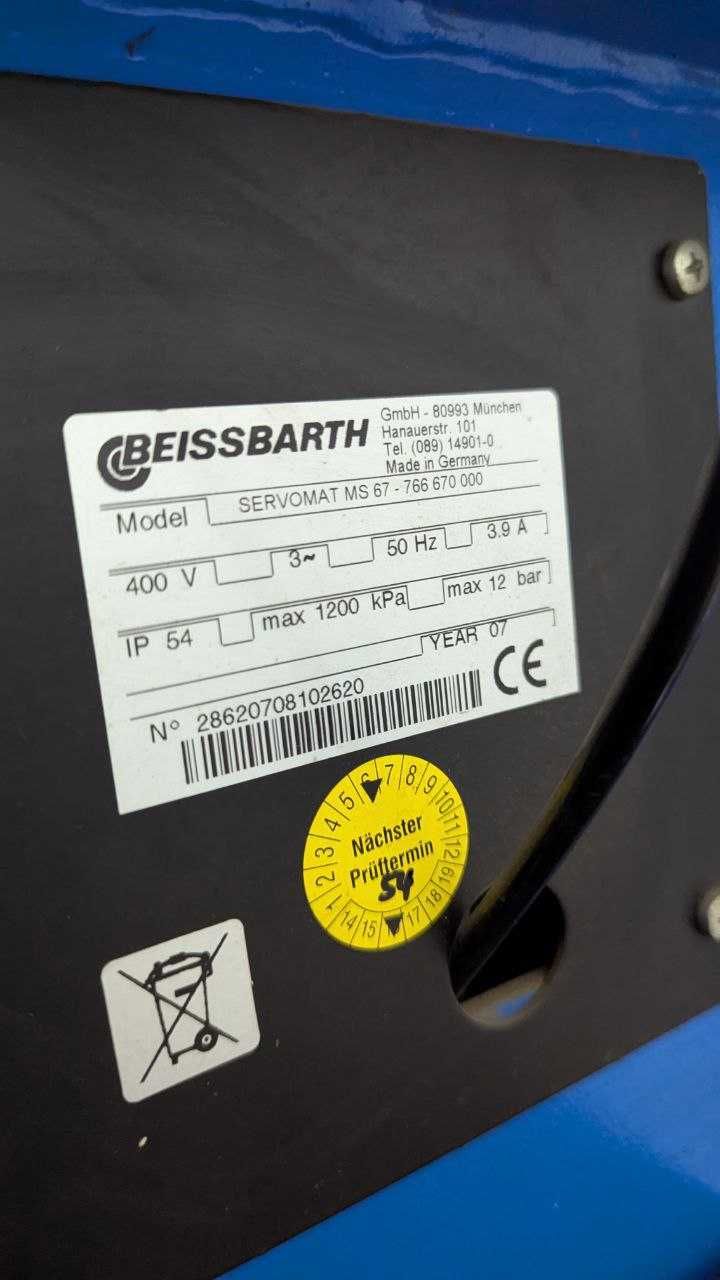 BEISSBARTH
GmbH - 80993 München
Hanauerstr. 101
Tel. (089) 14901-0
Made in Germany
Model SERVOMAT MS 67 - 766 670 000
400 V 3~ 50 Hz 3.9 A
IP 54 max 1200 kPa max 12 bar
YEAR 07
N° 28620708102620 CE
1 2 3 4 5 6 7 8 9 10 11 12
Nächster
Prüftermin
54
14 15 17 18 19